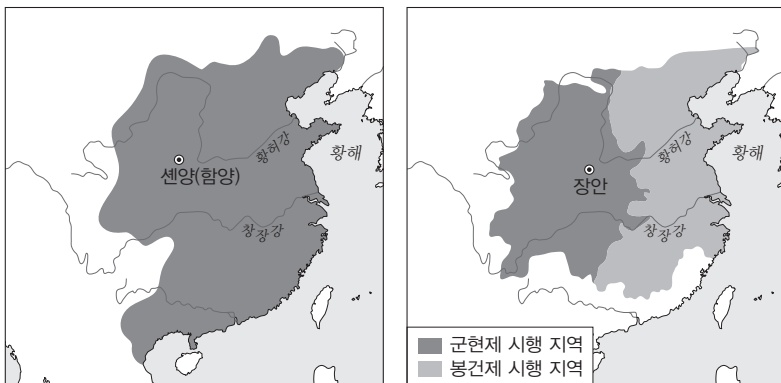 황허강
황해
셴양(함양)
창장강
황허강
황해
장안
창장강
군현제 시행 지역
봉건제 시행 지역